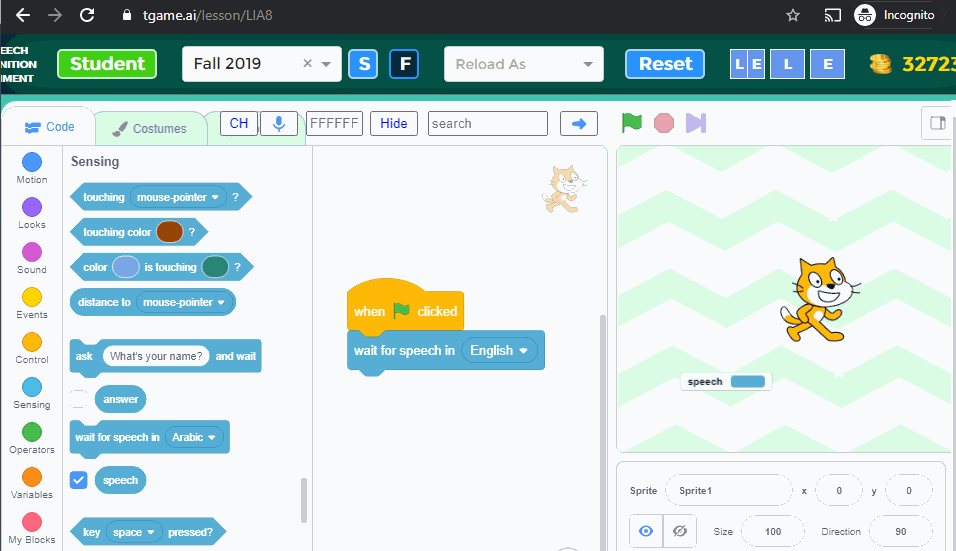 tgame.ai/lesson/LIA8
Incognito
EECH
NITION
MENT
Student
Fall 2019
S
F
Reload As
Reset
L E
L
E
32723
Code
Costumes
CH
FFFFFF
Hide
search
Motion
Looks
Sound
Events
Control
Sensing
Operators
Variables
My Blocks
Sensing
touching mouse-pointer ?
touching color ?
color is touching ?
distance to mouse-pointer
ask What's your name? and wait
answer
wait for speech in Arabic
speech
key space pressed?
when clicked
wait for speech in English
speech
Sprite Sprite1 x 0 y 0
Size 100 Direction 90